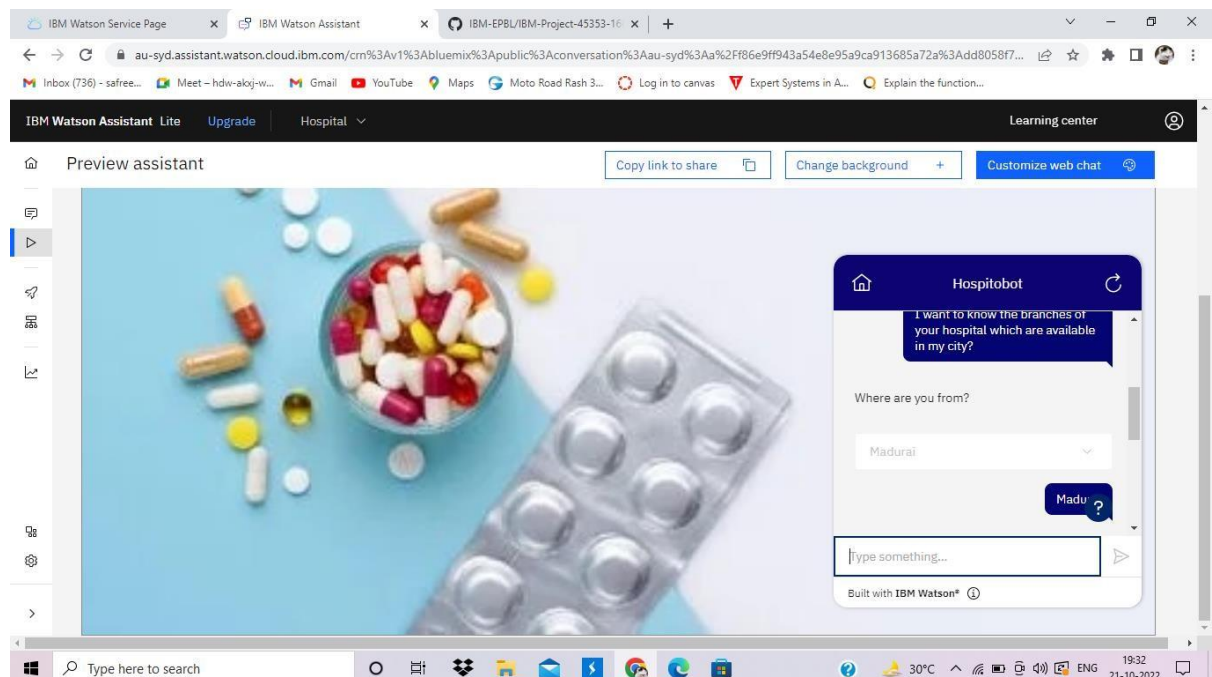 IBM Watson Service Page
IBM Watson Assistant
IBM-EPBL/IBM-Project-45353-16
au-syd.assistant.watson.cloud.ibm.com/crn%3Av1%3Abluemix%3Apublic%3Aconversation%3Aau-syd%3Aa%2Ff86e9ff943a54e8e95a9ca913685a72a%3Add8058f7...
Inbox (736) - safree... Meet – hdw-akxj-w... Gmail YouTube Maps Moto Road Rash 3... Log in to canvas Expert Systems in A... Explain the function...
IBM Watson Assistant Lite Upgrade Hospital Learning center
Preview assistant Copy link to share Change background + Customize web chat
Hospitobot
I want to know the branches of
your hospital which are available
in my city?
Where are you from?
Madurai
Madu
?
Type something...
Built with IBM Watson®
Type here to search 30°C ENG 19:32
21-10-2022